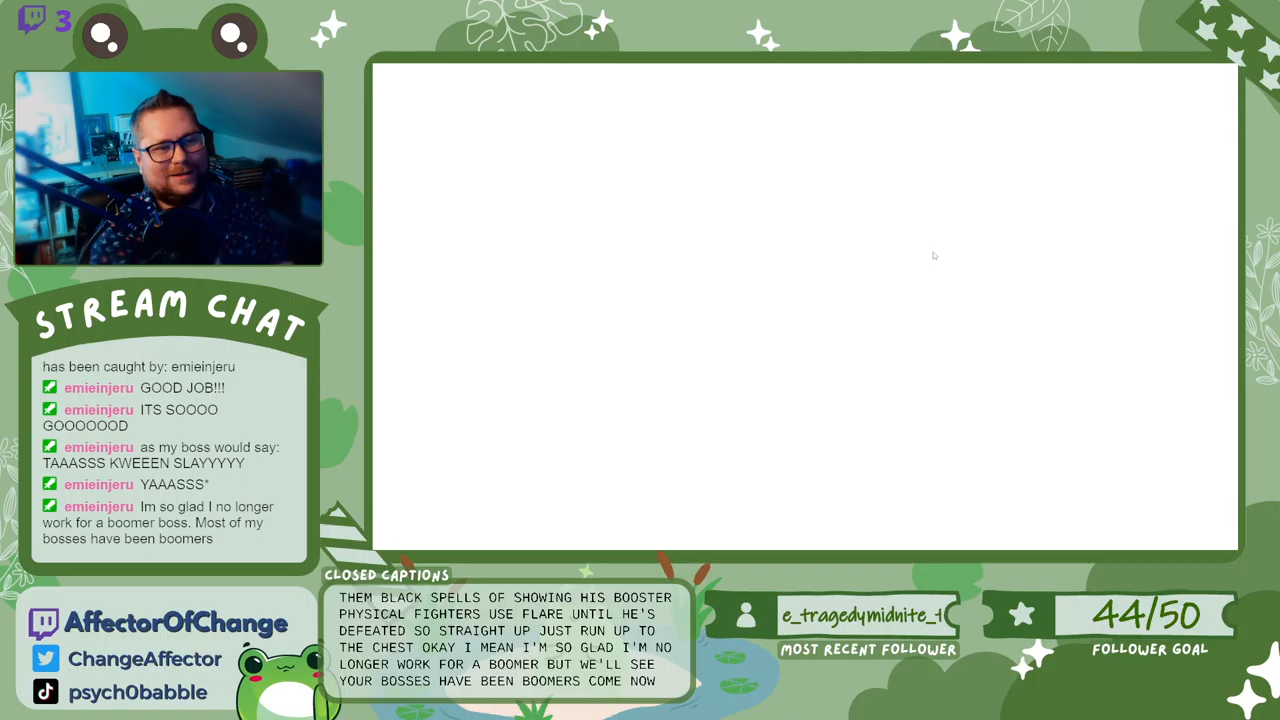 3
STREAM CHAT
has been caught by: emieinjeru
emieinjeru GOOD JOB!!!
emieinjeru ITS SOOOO
GOOOOOOD
emieinjeru as my boss would say:
TAAASSS KWEEEN SLAYYYYY
emieinjeru YAAASSS*
emieinjeru Im so glad I no longer
work for a boomer boss. Most of my
bosses have been boomers
AffectorOfChange
ChangeAffector
psych0babble
CLOSED CAPTIONS
THEM BLACK SPELLS OF SHOWING HIS BOOSTER
PHYSICAL FIGHTERS USE FLARE UNTIL HE'S
DEFEATED SO STRAIGHT UP JUST RUN UP TO
THE CHEST OKAY I MEAN I'M SO GLAD I'M NO
LONGER WORK FOR A BOOMER BUT WE'LL SEE
YOUR BOSSES HAVE BEEN BOOMERS COME NOW
e_tragedymidnite_
MOST RECENT FOLLOWER
44/50
FOLLOWER GOAL